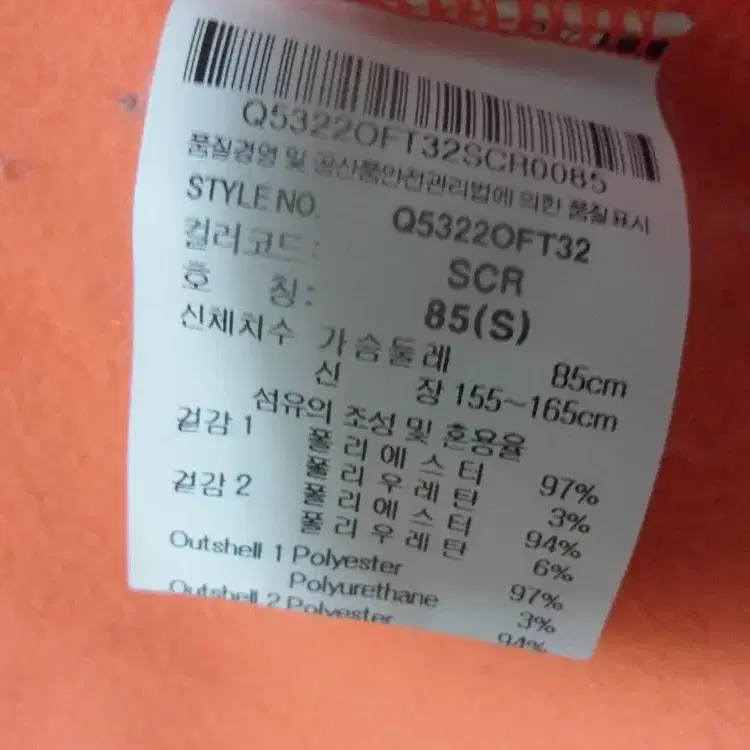 Q5322OFT32SCR0085
품질경영 및 공산품안전관리법에 의한 품질표시
STYLE NO. Q5322OFT32
컬러코드: SCR
호 칭: 85(S)
신체치수 가슴둘레 85cm
신 장 155~165cm
섬유의 조성 및 혼용율
겉감 1 폴리에스터 97%
폴리우레탄 3%
겉감 2 폴리에스터 94%
폴리우레탄 6%
Outshell 1 Polyester 97%
Polyurethane 3%
Outshell 2 Polyester 94%